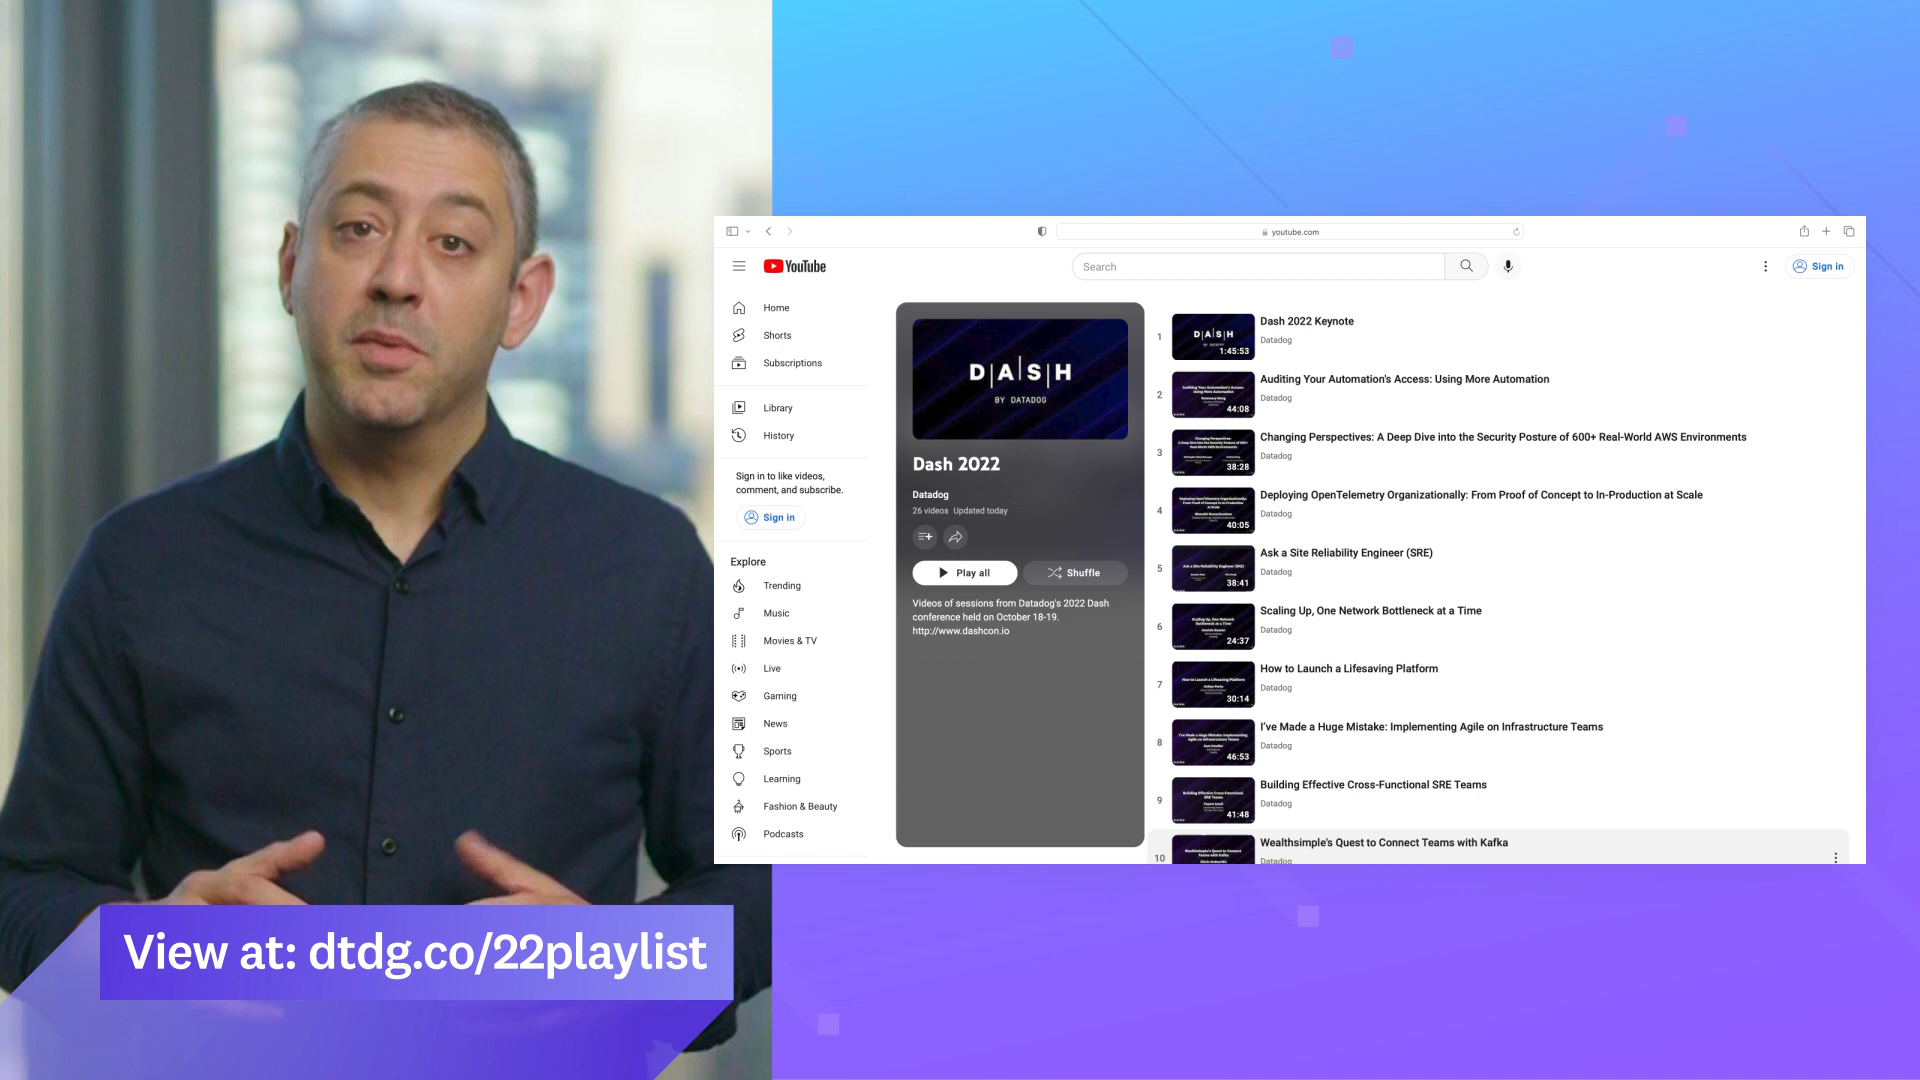 youtube.com
YouTube
Search
Sign in
Home
Shorts
Subscriptions
Library
History
Sign in to like videos,
comment, and subscribe.
Sign in
Explore
Trending
Music
Movies & TV
Live
Gaming
News
Sports
Learning
Fashion & Beauty
Podcasts
D|A|S|H
BY DATADOG
Dash 2022
Datadog
26 videos Updated today
Play all
Shuffle
Videos of sessions from Datadog's 2022 Dash
conference held on October 18-19.
http://www.dashcon.io
1
D|A|S|H
1:45:53
Dash 2022 Keynote
Datadog
2
44:08
Auditing Your Automation's Access: Using More Automation
Datadog
3
38:28
Changing Perspectives: A Deep Dive into the Security Posture of 600+ Real-World AWS Environments
Datadog
4
40:05
Deploying OpenTelemetry Organizationally: From Proof of Concept to In-Production at Scale
Datadog
5
38:41
Ask a Site Reliability Engineer (SRE)
Datadog
6
24:37
Scaling Up, One Network Bottleneck at a Time
Datadog
7
30:14
How to Launch a Lifesaving Platform
Datadog
8
46:53
I've Made a Huge Mistake: Implementing Agile on Infrastructure Teams
Datadog
9
41:48
Building Effective Cross-Functional SRE Teams
Datadog
10
Wealthsimple's Quest to Connect Teams with Kafka
Datadog
View at: dtdg.co/22playlist